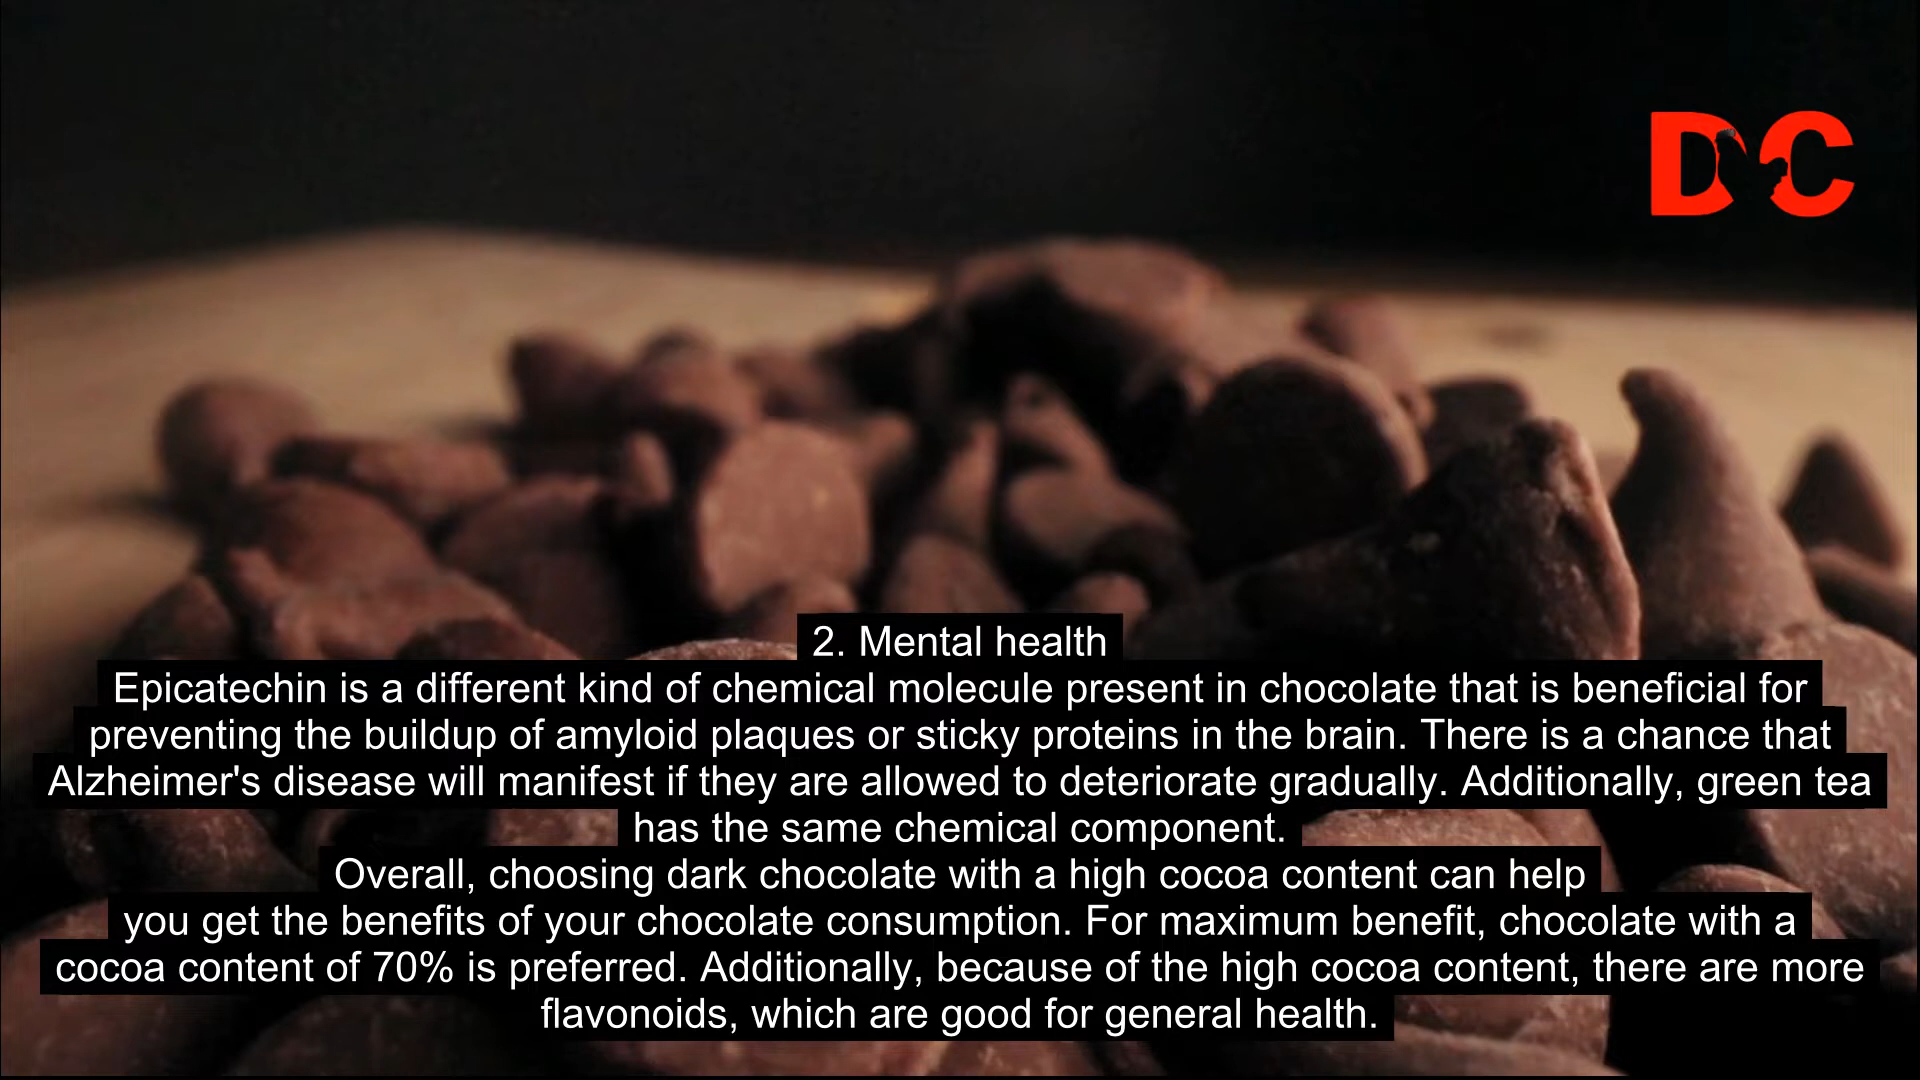 DC
2. Mental health
Epicatechin is a different kind of chemical molecule present in chocolate that is beneficial for
preventing the buildup of amyloid plaques or sticky proteins in the brain. There is a chance that
Alzheimer's disease will manifest if they are allowed to deteriorate gradually. Additionally, green tea
has the same chemical component.
Overall, choosing dark chocolate with a high cocoa content can help
you get the benefits of your chocolate consumption. For maximum benefit, chocolate with a
cocoa content of 70% is preferred. Additionally, because of the high cocoa content, there are more
flavonoids, which are good for general health.